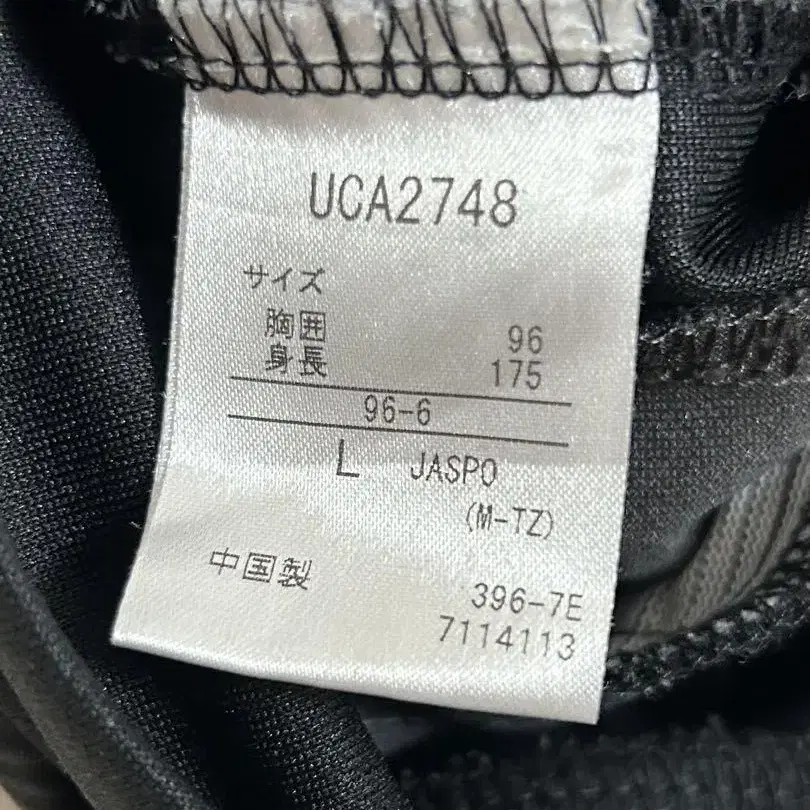 UCA2748
サイズ
胸囲 96
身長 175
96-6
L JASPO
(M-TZ)
中国製
396-7E
7114113